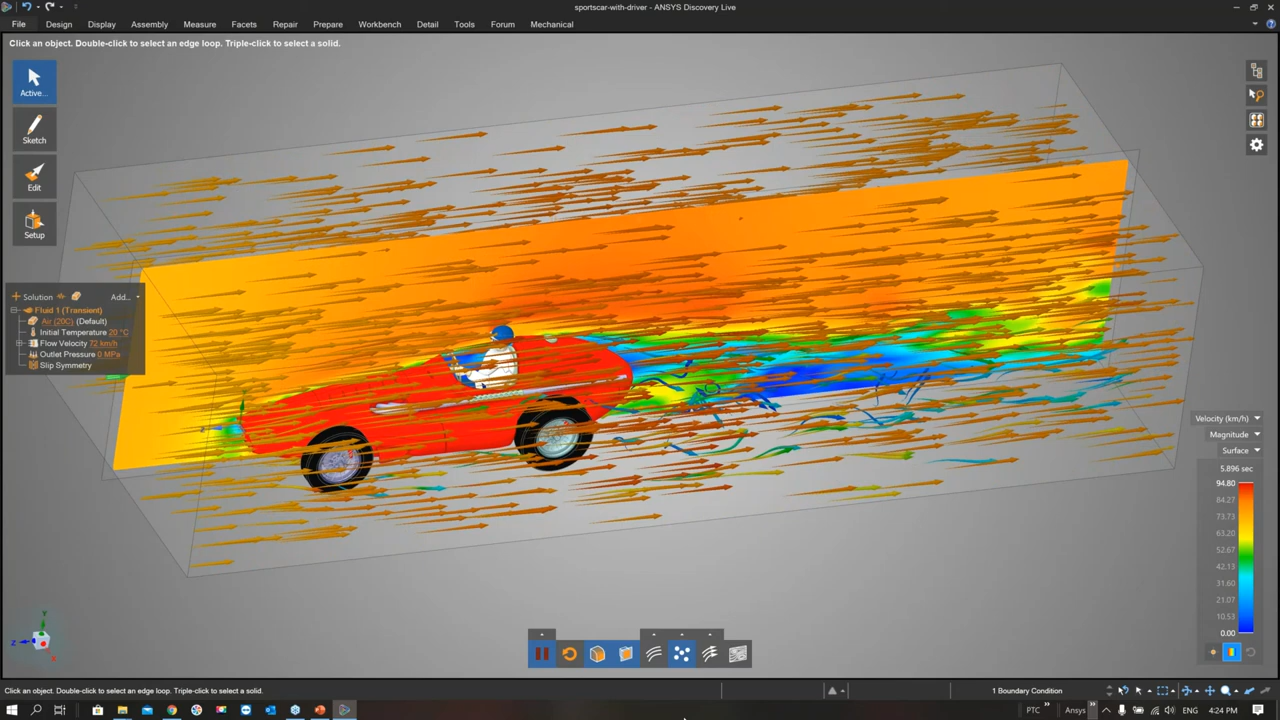 sportscar-with-driver - ANSYS Discovery Live
File Design Display Assembly Measure Facets Repair Prepare Workbench Detail Tools Forum Mechanical
Click an object. Double-click to select an edge loop. Triple-click to select a solid.
Active...
Sketch
Edit
Setup
Solution Add...
Fluid 1 (Transient)
Air (20C) (Default)
Initial Temperature 20 °C
Flow Velocity 72 km/h
Outlet Pressure 0 MPa
Slip Symmetry
Velocity (km/h)
Magnitude
Surface
5.896 sec
94.80
84.27
73.73
63.20
52.67
42.13
31.60
21.07
10.53
0.00
Y
Z
X
Click an object. Double-click to select an edge loop. Triple-click to select a solid.
1 Boundary Condition
PTC
Ansys
ENG
4:24 PM